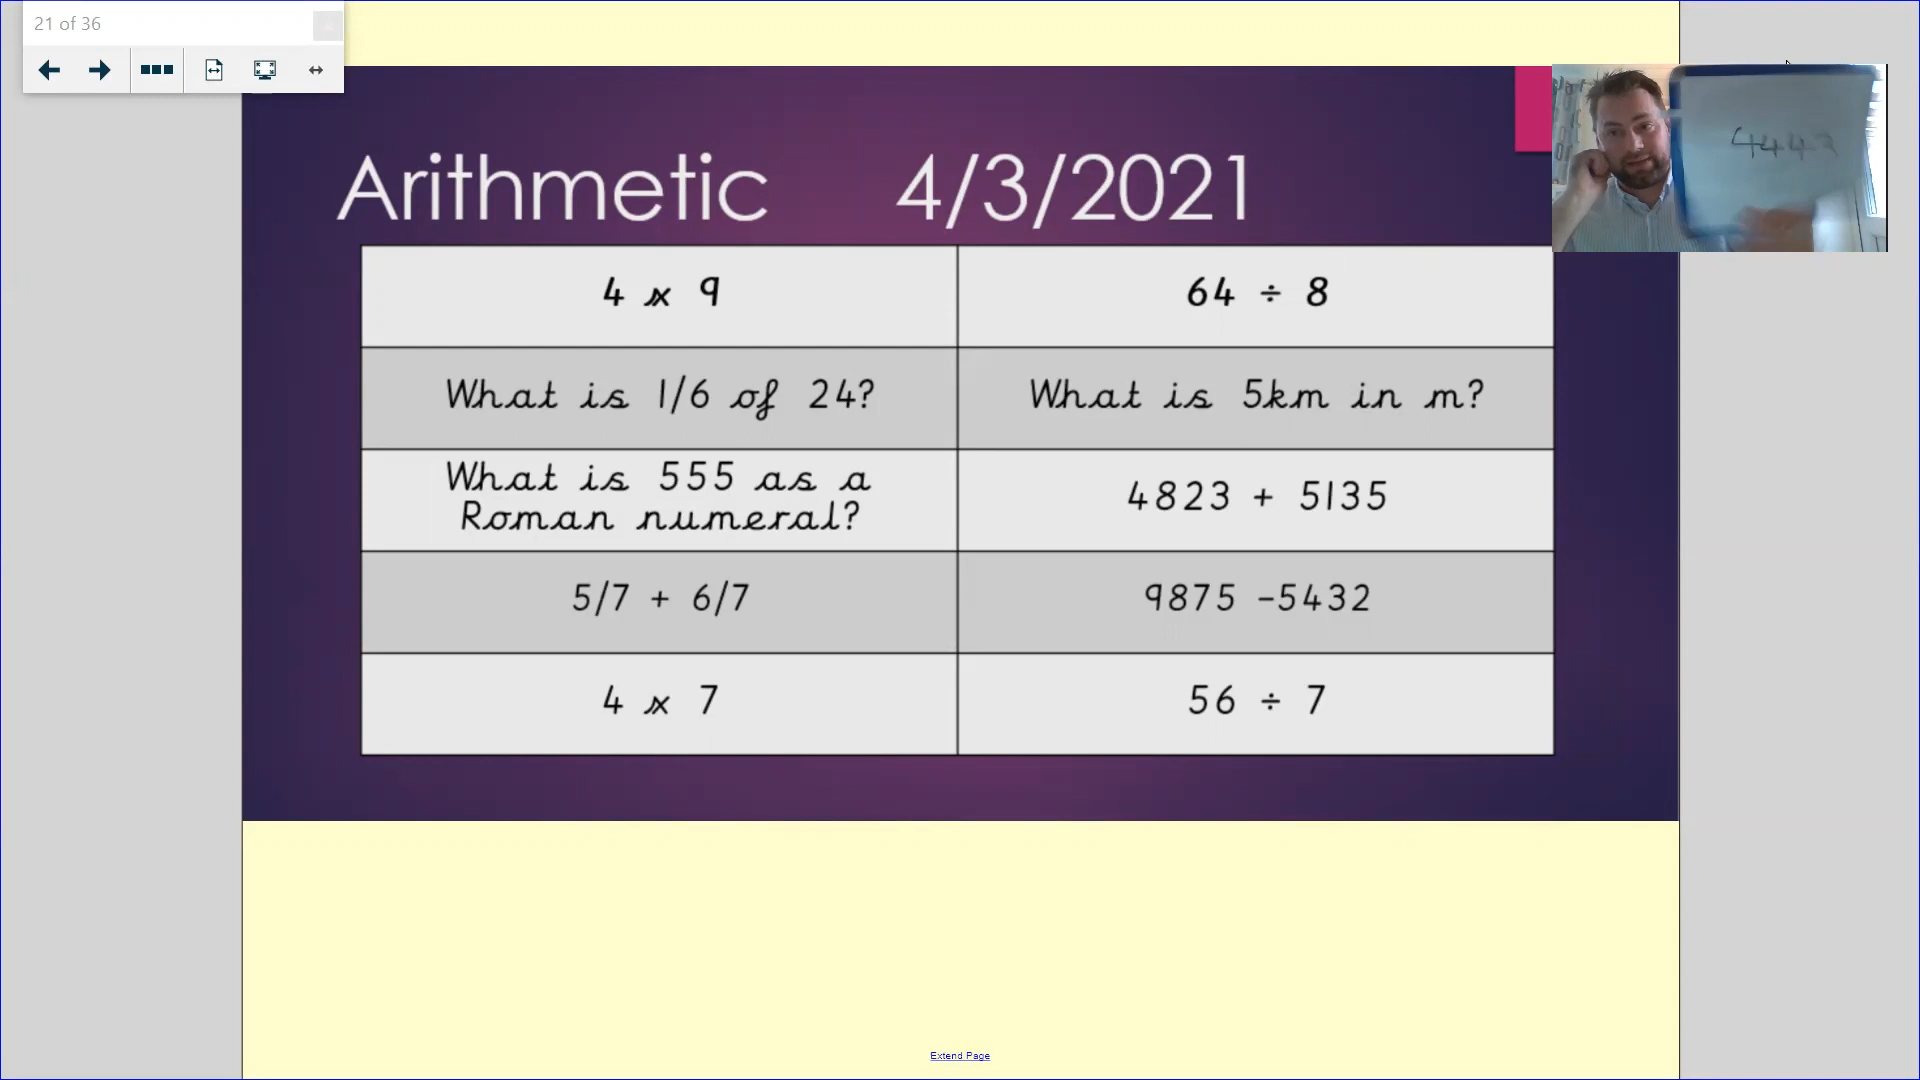 21 of 36
Arithmetic 4/3/2021
4 x 9
64 ÷ 8
What is 1/6 of 24?
What is 5km in m?
What is 555 as a
Roman numeral?
4823 + 5135
5/7 + 6/7
9875 -5432
4 x 7
56 ÷ 7
Extend Page